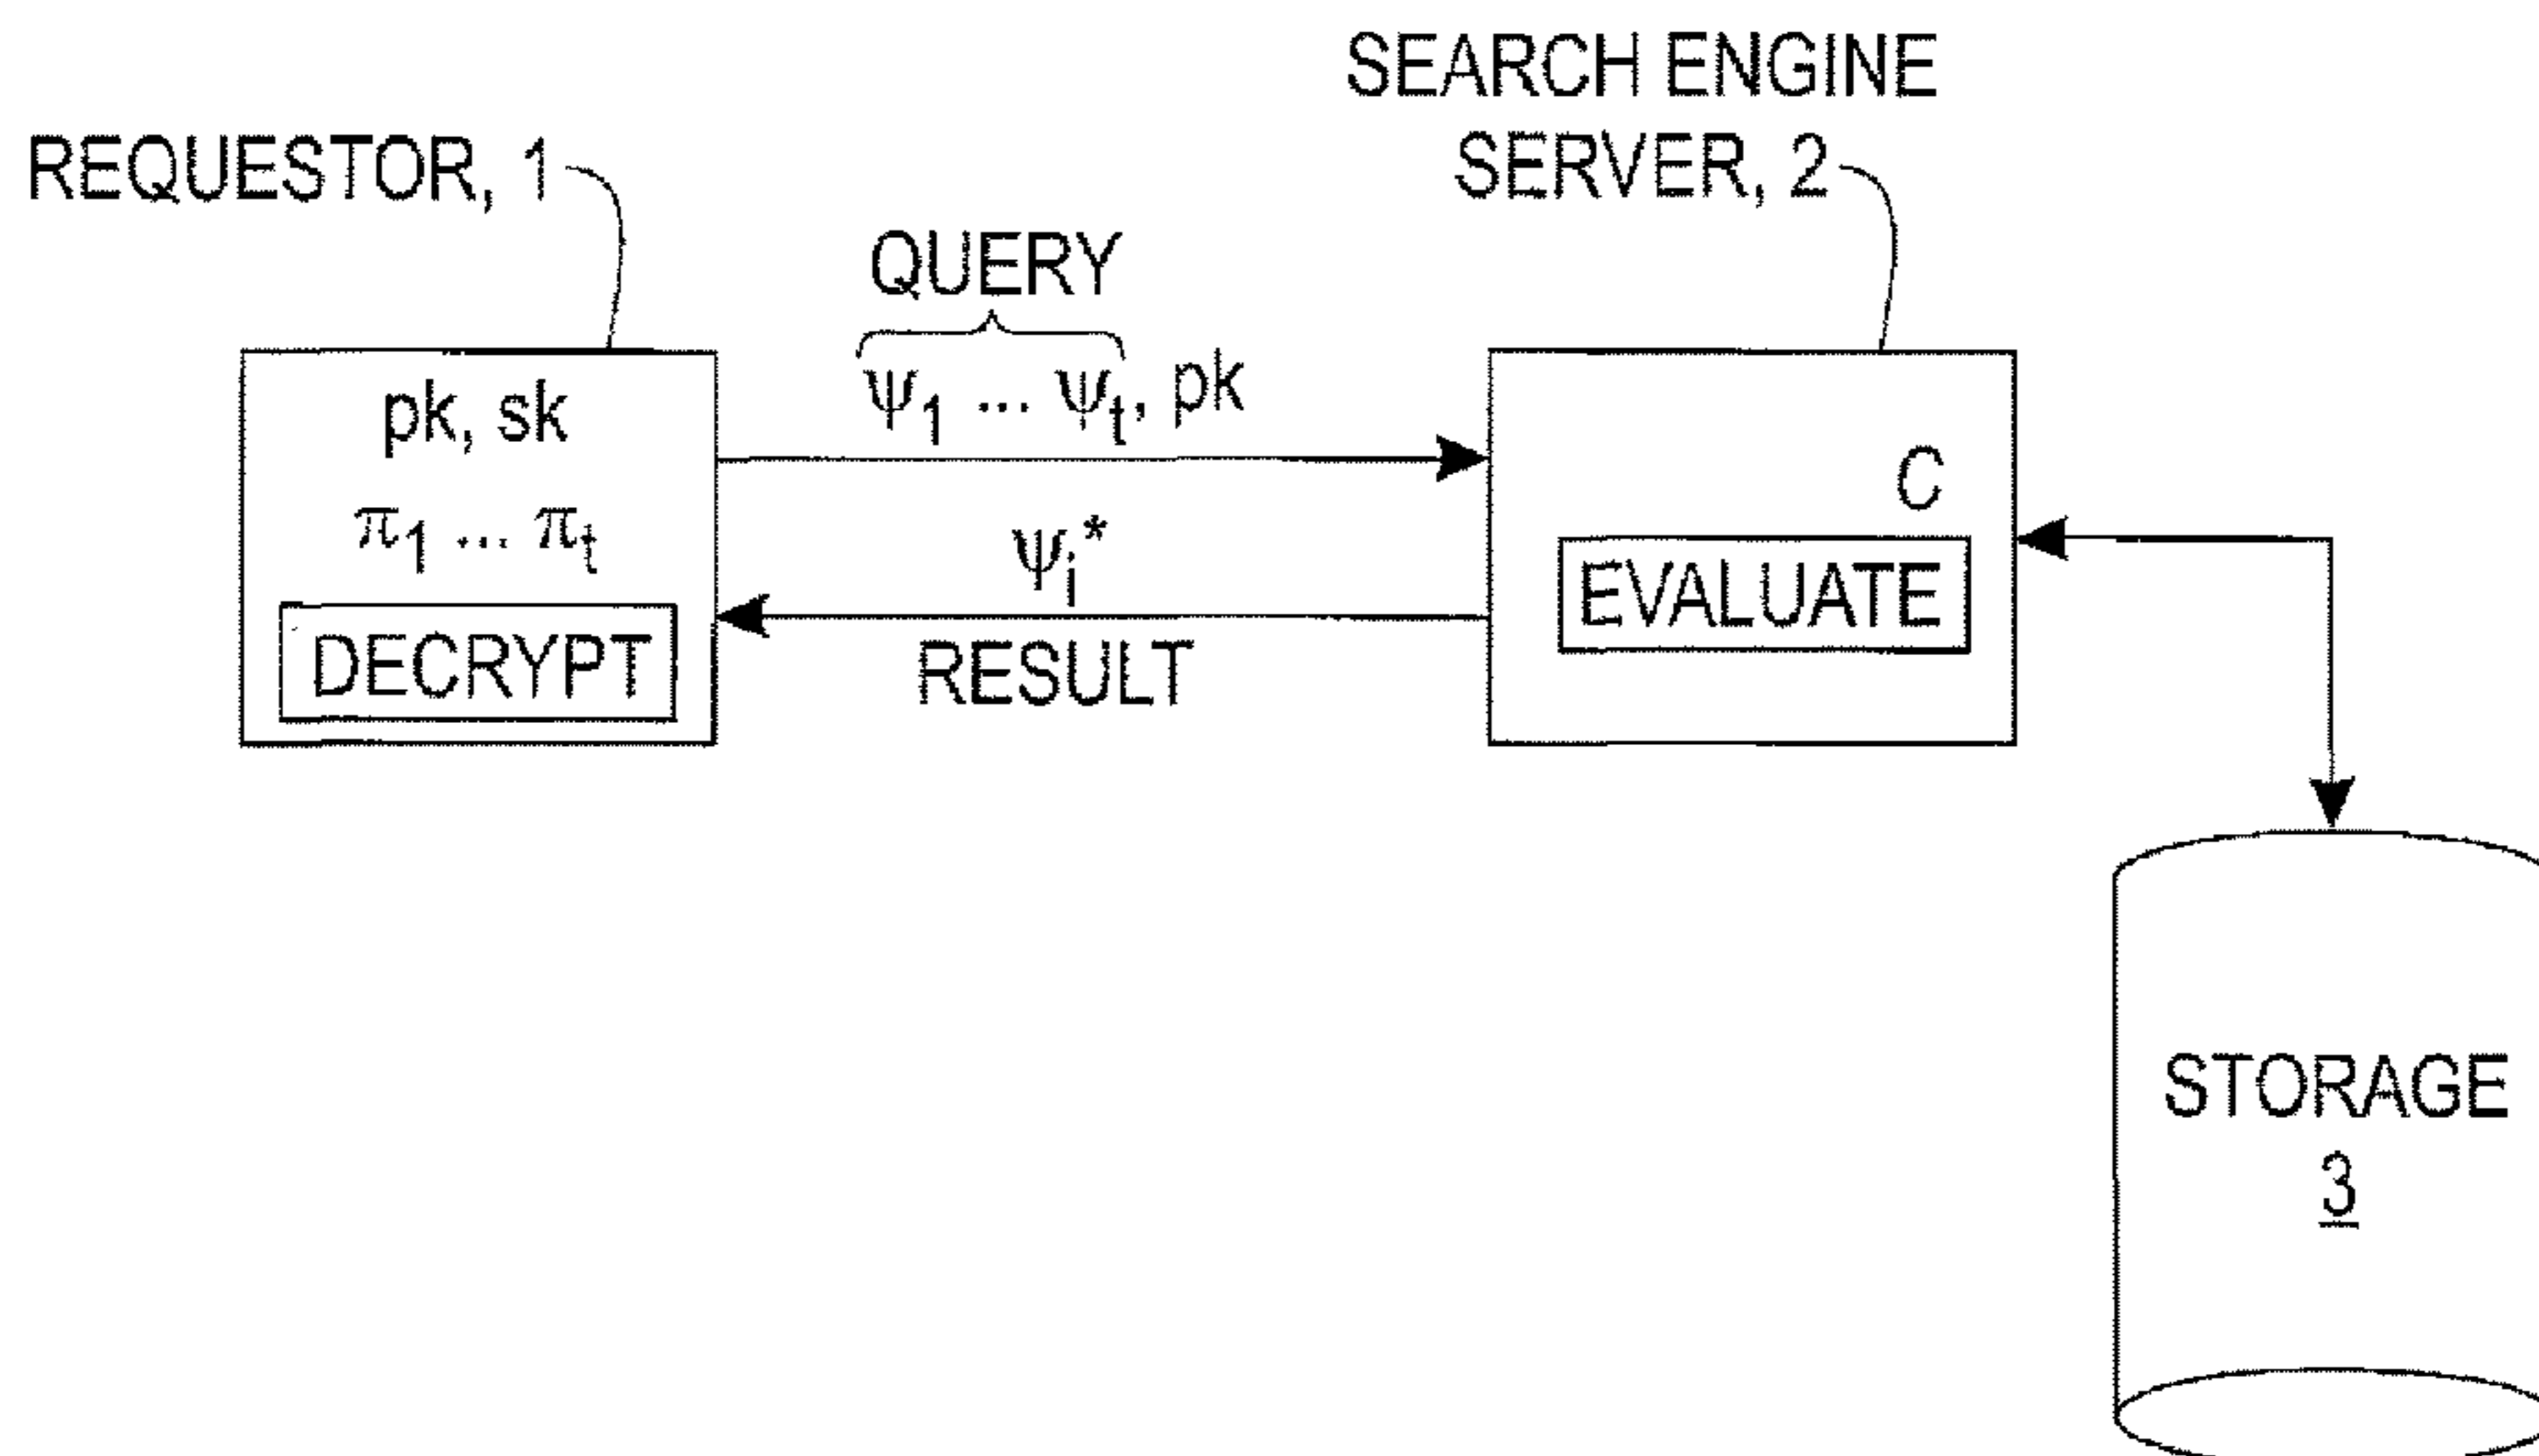 SEARCH ENGINE
SERVER, 2
REQUESTOR, 1
QUERY
ψ1 ... ψt, pk
pk, sk
π1 ... πt
DECRYPT
ψi*
RESULT
C
EVALUATE
STORAGE
3